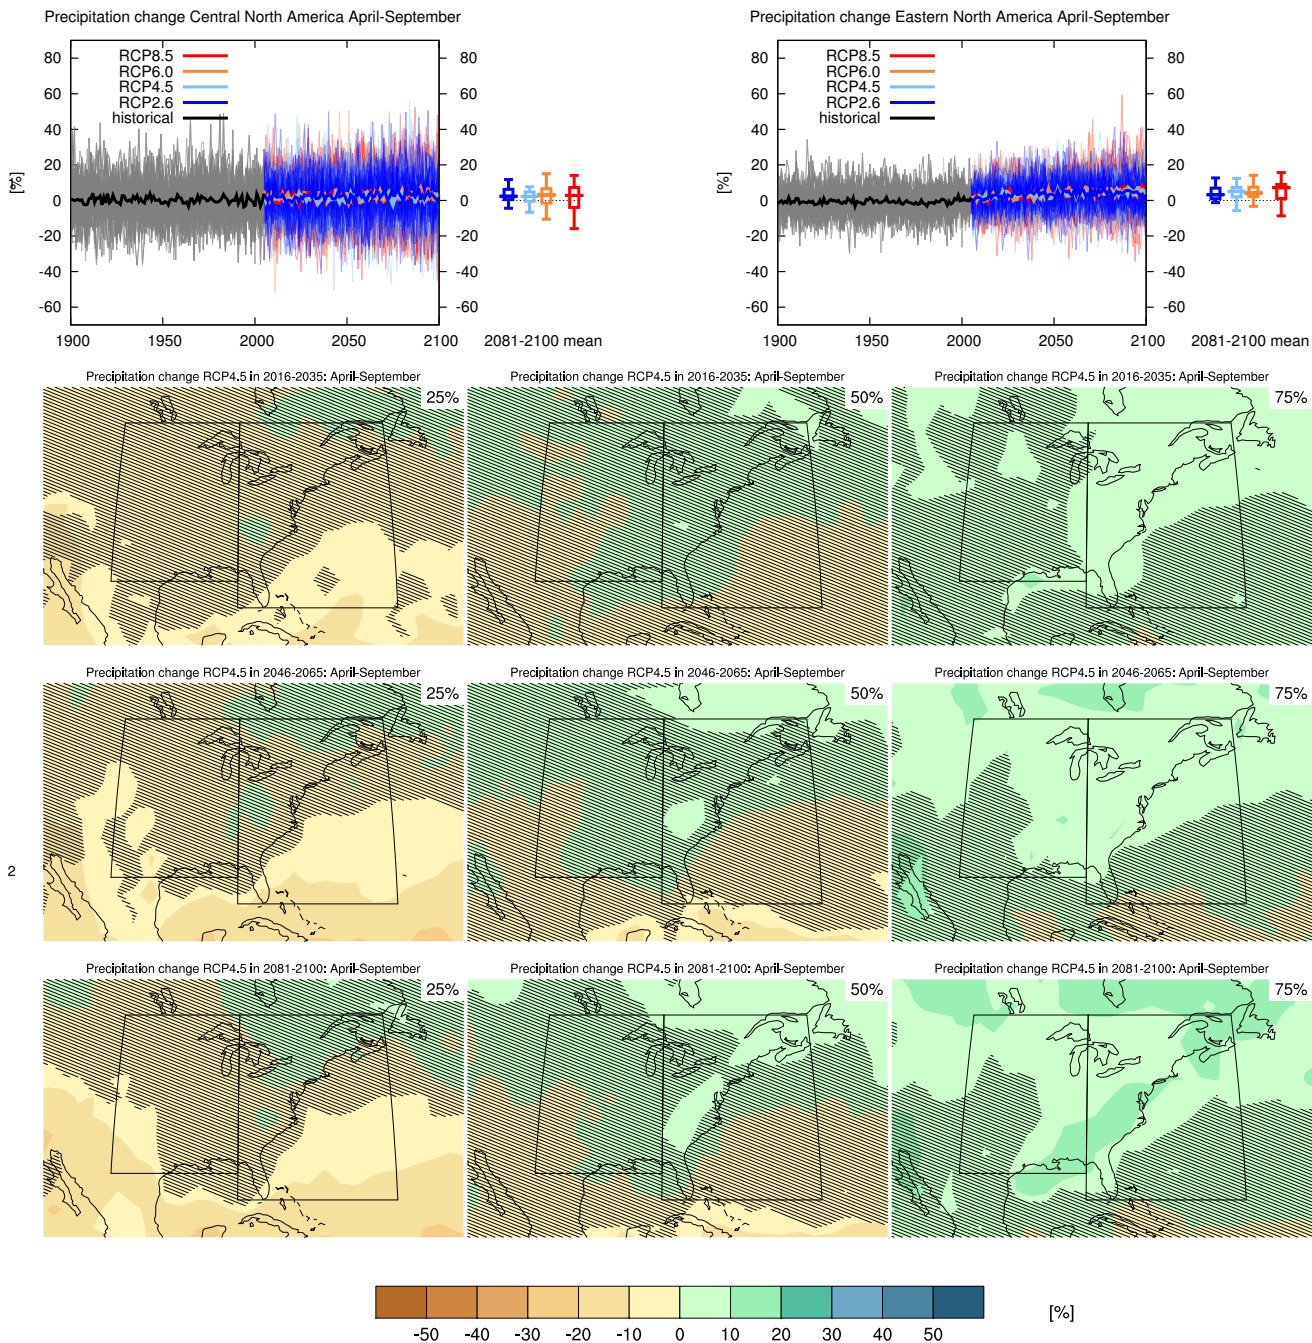 Precipitation change Central North America April-September
[%]
80
60
40
20
0
-20
-40
-60
RCP8.5
RCP6.0
RCP4.5
RCP2.6
historical
80
60
40
20
0
-20
-40
-60
1900 1950 2000 2050 2100 2081-2100 mean
Precipitation change Eastern North America April-September
[%]
80
60
40
20
0
-20
-40
-60
RCP8.5
RCP6.0
RCP4.5
RCP2.6
historical
80
60
40
20
0
-20
-40
-60
1900 1950 2000 2050 2100 2081-2100 mean
Precipitation change RCP4.5 in 2016-2035: April-September
25%
Precipitation change RCP4.5 in 2016-2035: April-September
50%
Precipitation change RCP4.5 in 2016-2035: April-September
75%
Precipitation change RCP4.5 in 2046-2065: April-September
25%
Precipitation change RCP4.5 in 2046-2065: April-September
50%
Precipitation change RCP4.5 in 2046-2065: April-September
75%
2
Precipitation change RCP4.5 in 2081-2100: April-September
25%
Precipitation change RCP4.5 in 2081-2100: April-September
50%
Precipitation change RCP4.5 in 2081-2100: April-September
75%
-50 -40 -30 -20 -10 0 10 20 30 40 50
[%]